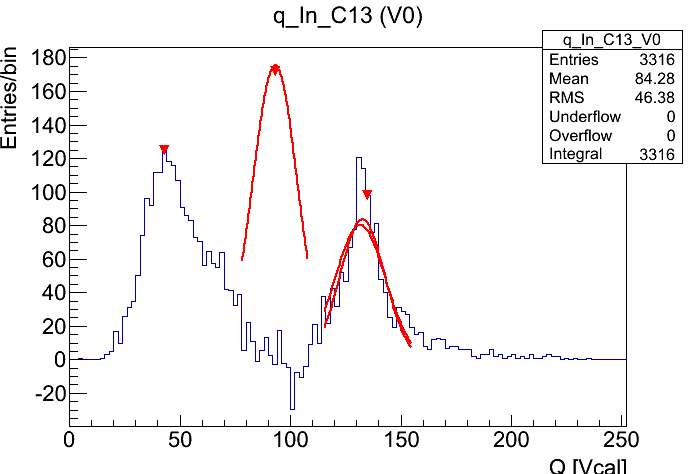 q_In_C13 (V0)
q_In_C13_V0
Entries 3316
Mean 84.28
RMS 46.38
Underflow 0
Overflow 0
Integral 3316
Entries/bin
180
160
140
120
100
80
60
40
20
0
-20
0 50 100 150 200 250
Q [Vcal]